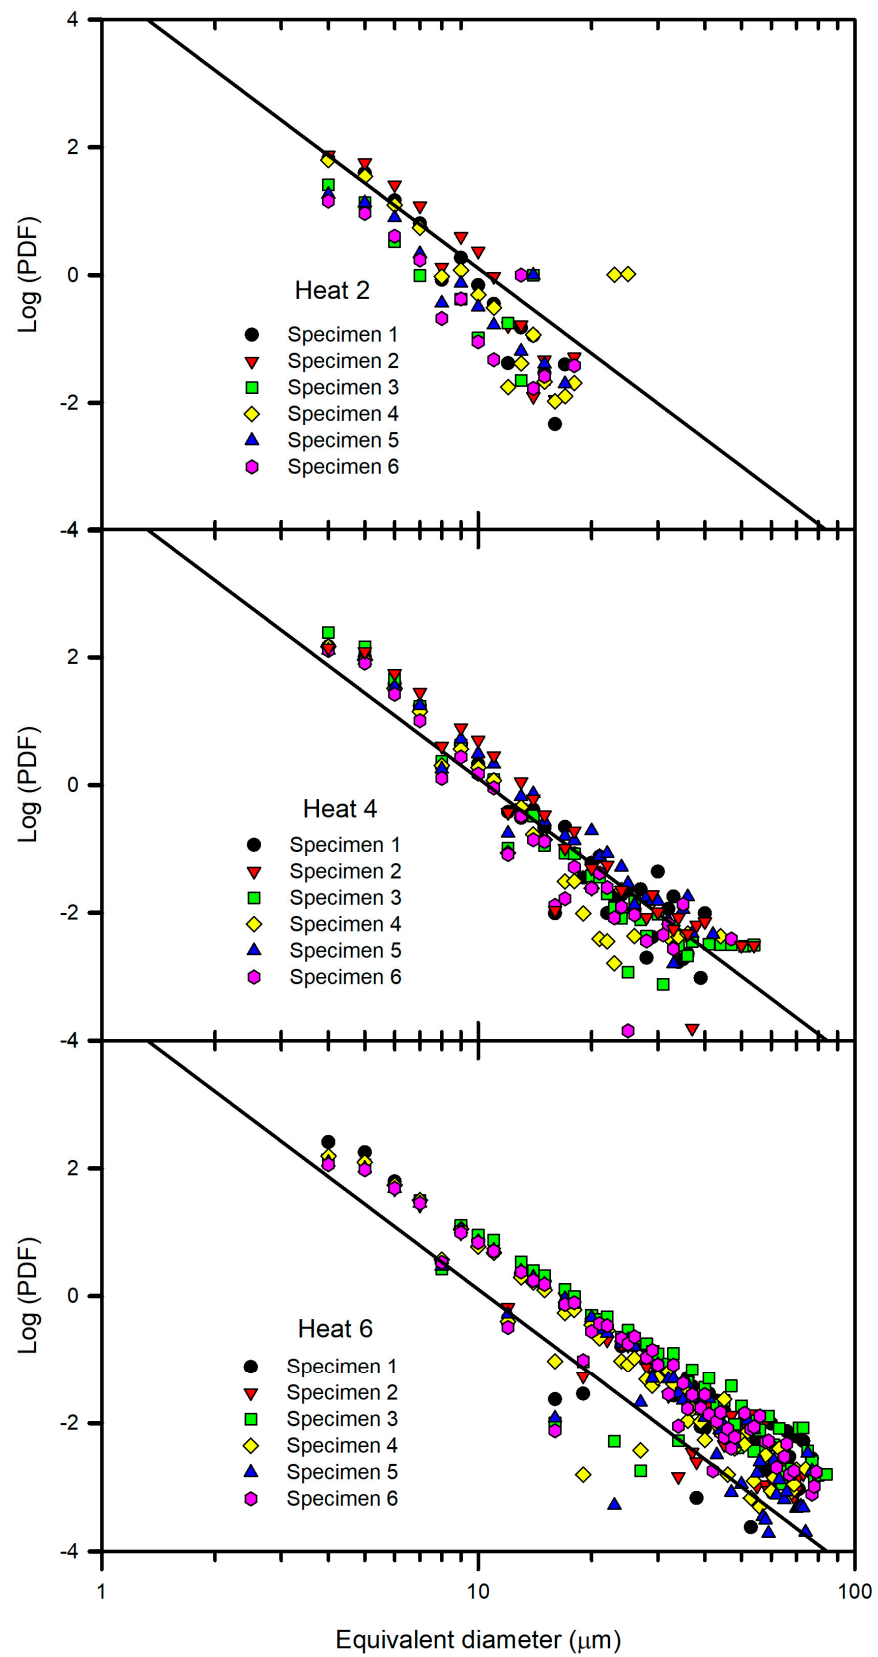 4
2
0
-2
-4
Log (PDF)
Heat 2
Specimen 1
Specimen 2
Specimen 3
Specimen 4
Specimen 5
Specimen 6
2
0
-2
-4
Log (PDF)
Heat 4
Specimen 1
Specimen 2
Specimen 3
Specimen 4
Specimen 5
Specimen 6
2
0
-2
-4
Log (PDF)
Heat 6
Specimen 1
Specimen 2
Specimen 3
Specimen 4
Specimen 5
Specimen 6
1 10 100
Equivalent diameter (μm)